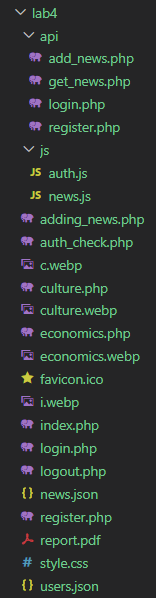 lab4
api
add_news.php
get_news.php
login.php
register.php
js
JS auth.js
JS news.js
adding_news.php
auth_check.php
c.webp
culture.php
culture.webp
economics.php
economics.webp
favicon.ico
i.webp
index.php
login.php
logout.php
{} news.json
register.php
report.pdf
# style.css
{} users.json